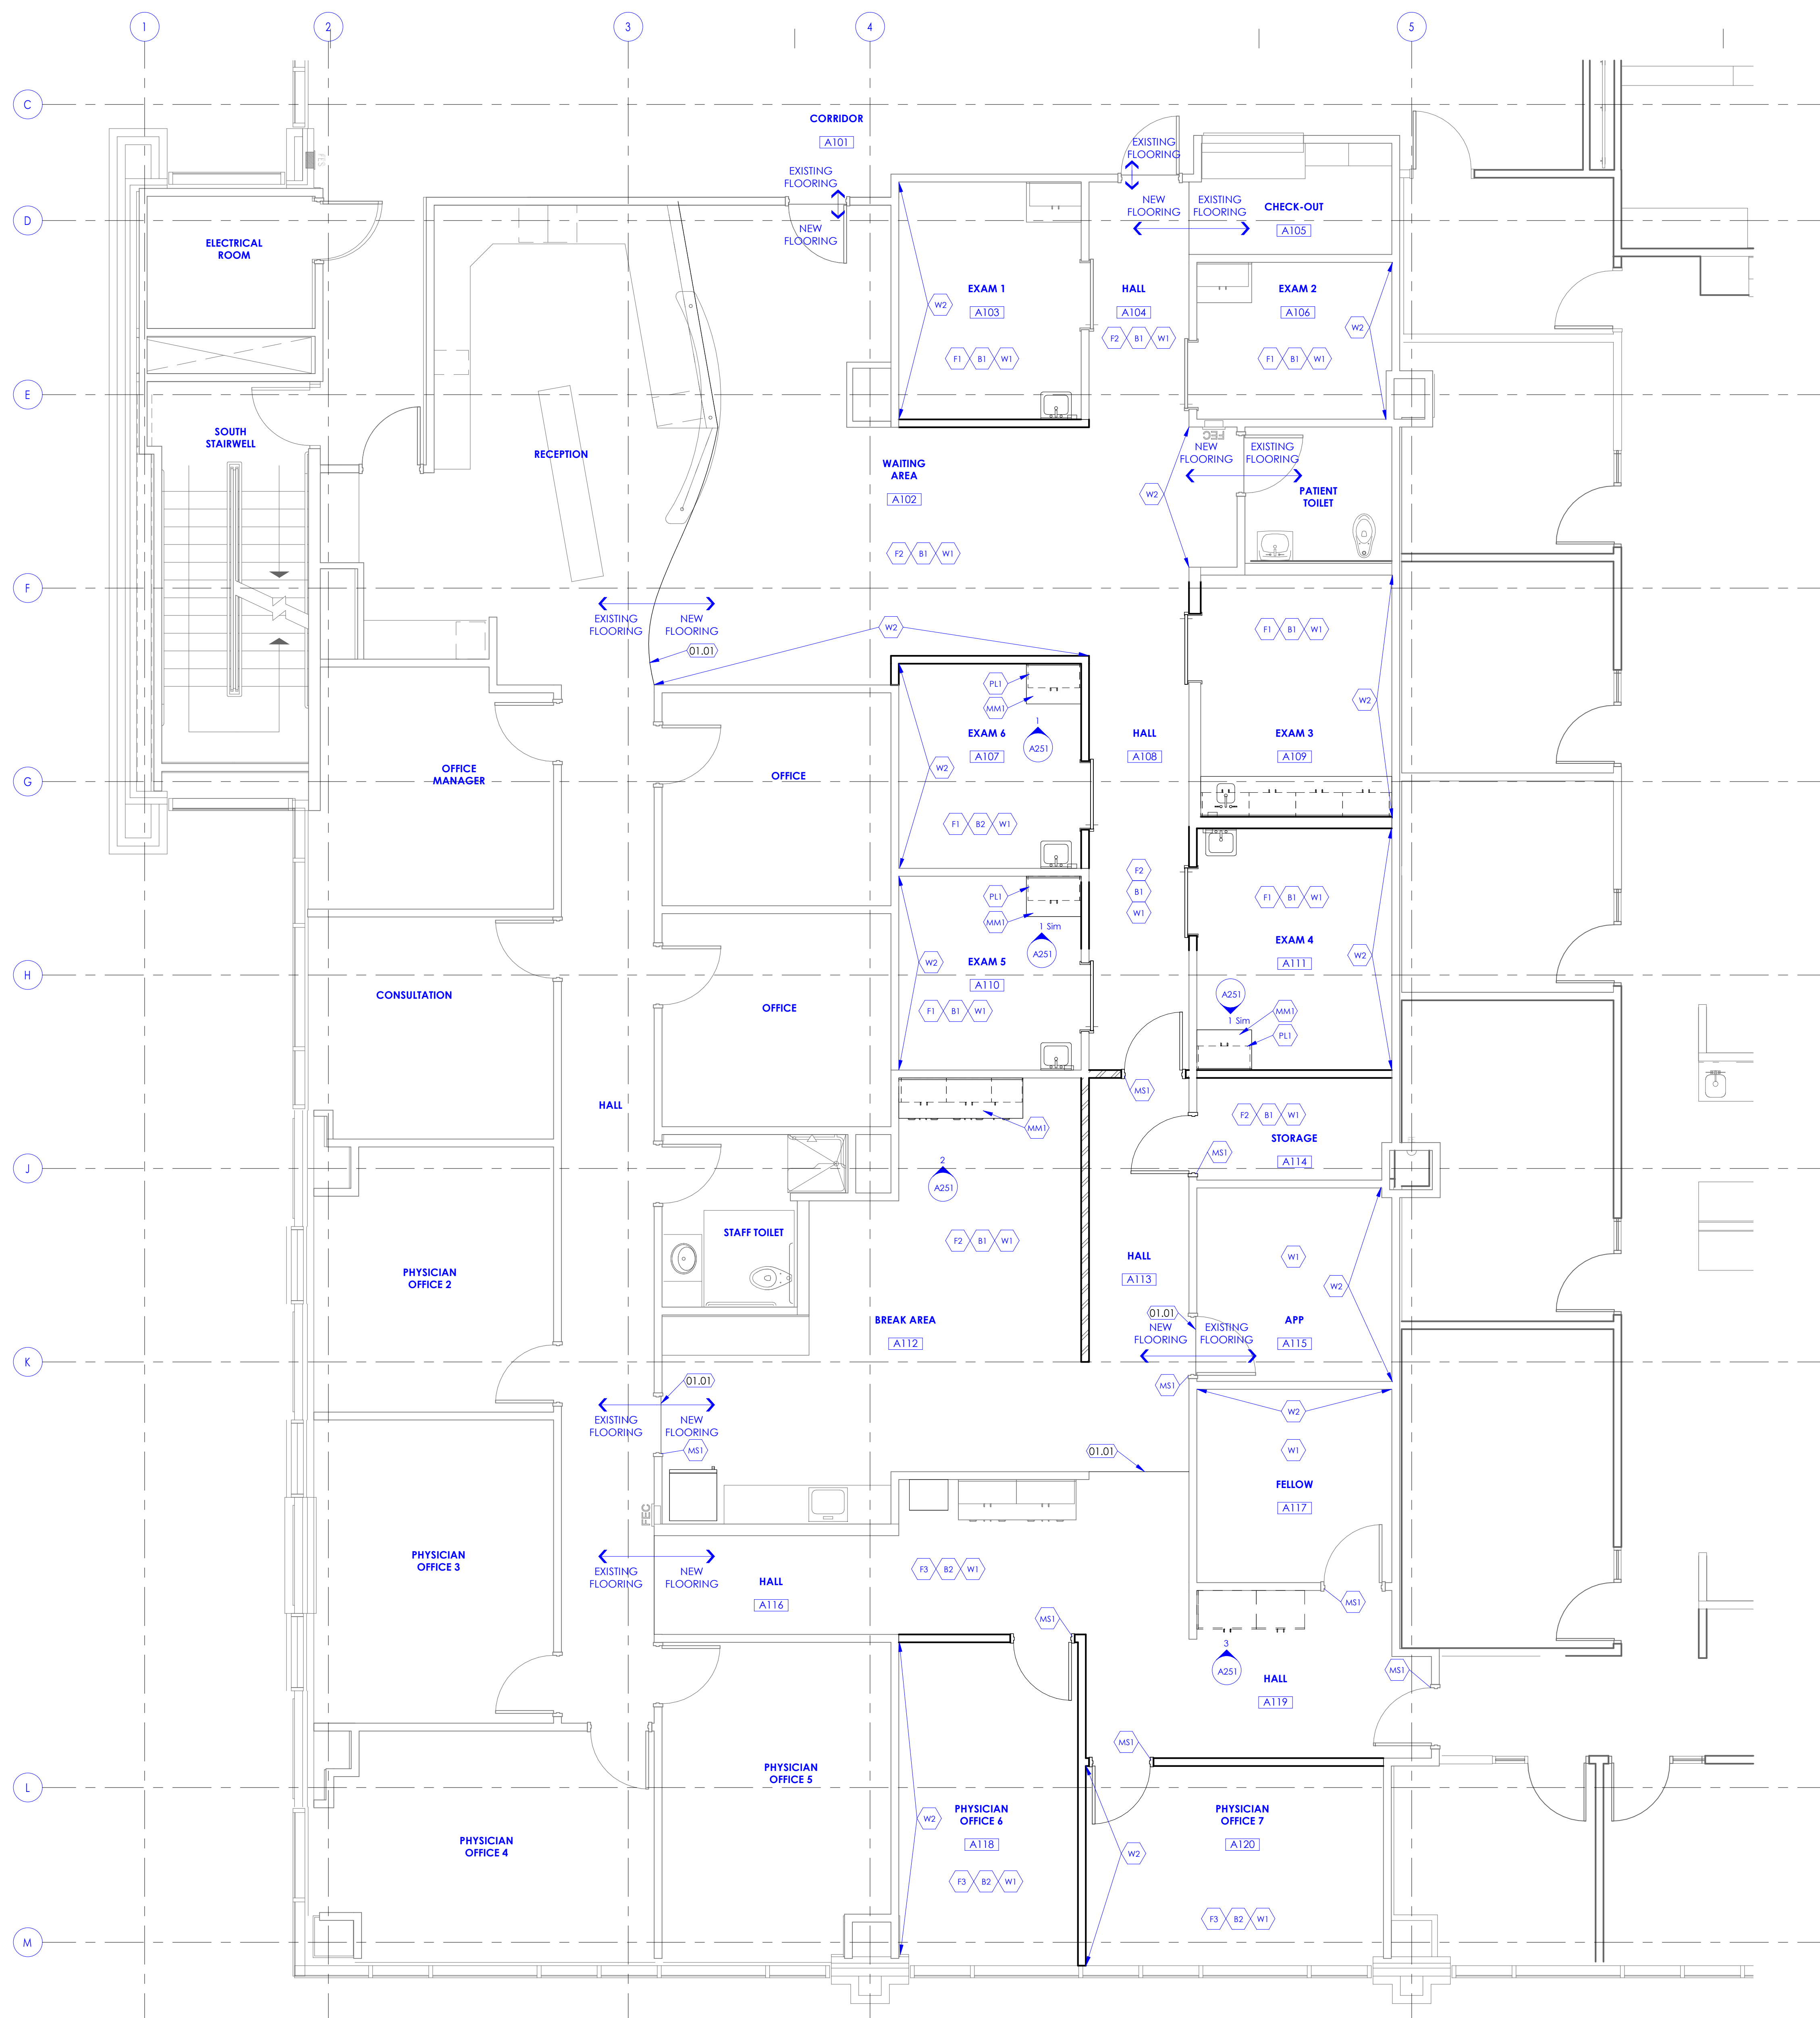 1
2
3
4
5
C
CORRIDOR
A101
EXISTING
FLOORING
EXISTING
FLOORING
NEW
FLOORING
NEW
FLOORING
EXISTING
FLOORING
CHECK-OUT
A105
D
ELECTRICAL
ROOM
EXAM 1
A103
W2
F1 B1 W1
HALL
A104
F2 B1 W1
EXAM 2
A106
W2
F1 B1 W1
E
SOUTH
STAIRWELL
RECEPTION
WAITING
AREA
A102
F2 B1 W1
FEC
NEW
FLOORING
EXISTING
FLOORING
W2
PATIENT
TOILET
F
EXISTING
FLOORING
NEW
FLOORING
01.01
W2
F1 B1 W1
W2
EXAM 3
A109
PL1
MM1
1
A251
EXAM 6
A107
W2
F1 B2 W1
HALL
A108
G
OFFICE
MANAGER
OFFICE
F2
B1
W1
PL1
MM1
1 Sim
A251
F1 B1 W1
EXAM 4
A111
W2
H
CONSULTATION
OFFICE
EXAM 5
A110
W2
F1 B1 W1
A251
1 Sim
MM1
PL1
MS1
HALL
MM1
F2 B1 W1
STORAGE
A114
MS1
J
2
A251
STAFF TOILET
F2 B1 W1
HALL
A113
W1
W2
PHYSICIAN
OFFICE 2
BREAK AREA
A112
01.01
NEW
FLOORING
EXISTING
FLOORING
APP
A115
K
01.01
MS1
W2
EXISTING
FLOORING
NEW
FLOORING
MS1
01.01
W1
FELLOW
A117
FEC
PHYSICIAN
OFFICE 3
EXISTING
FLOORING
NEW
FLOORING
HALL
A116
F3 B2 W1
MS1
MS1
3
A251
HALL
A119
MS1
MS1
L
PHYSICIAN
OFFICE 5
PHYSICIAN
OFFICE 4
W2
PHYSICIAN
OFFICE 6
A118
F3 B2 W1
W2
PHYSICIAN
OFFICE 7
A120
F3 B2 W1
M